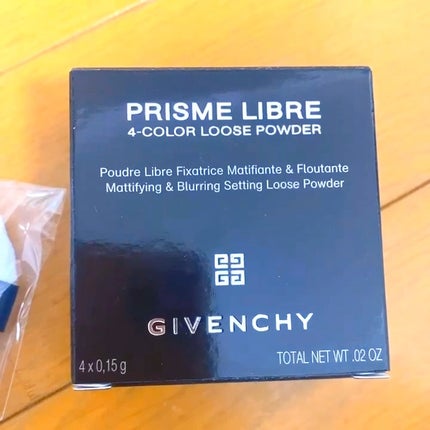 PRISME LIBRE
4-COLOR LOOSE POWDER
Poudre Libre Fixatrice Matifiante & Floutante
Mattifying & Blurring Setting Loose Powder
GIVENCHY
4 x 0,15g TOTAL NET WT .02 OZ